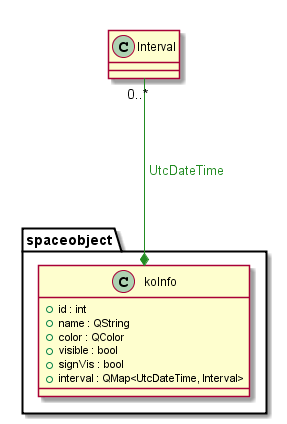 C Interval
0..*
UtcDateTime
spaceobject
C koInfo
id : int
name : QString
color : QColor
visible : bool
signVis : bool
interval : QMap<UtcDateTime, Interval>